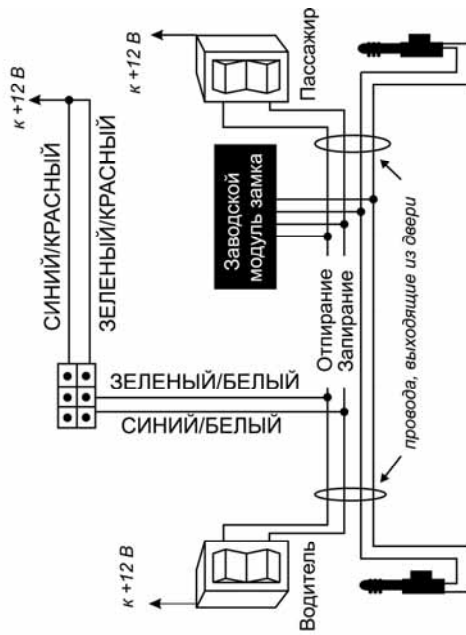 к +12 В
СИНИЙ/КРАСНЫЙ
ЗЕЛЕНЫЙ/КРАСНЫЙ
ЗЕЛЕНЫЙ/БЕЛЫЙ
СИНИЙ/БЕЛЫЙ
к +12 В
Водитель
к +12 В
Пассажир
Заводской
модуль замка
Отпирание
Запирание
провода, выходящие из двери